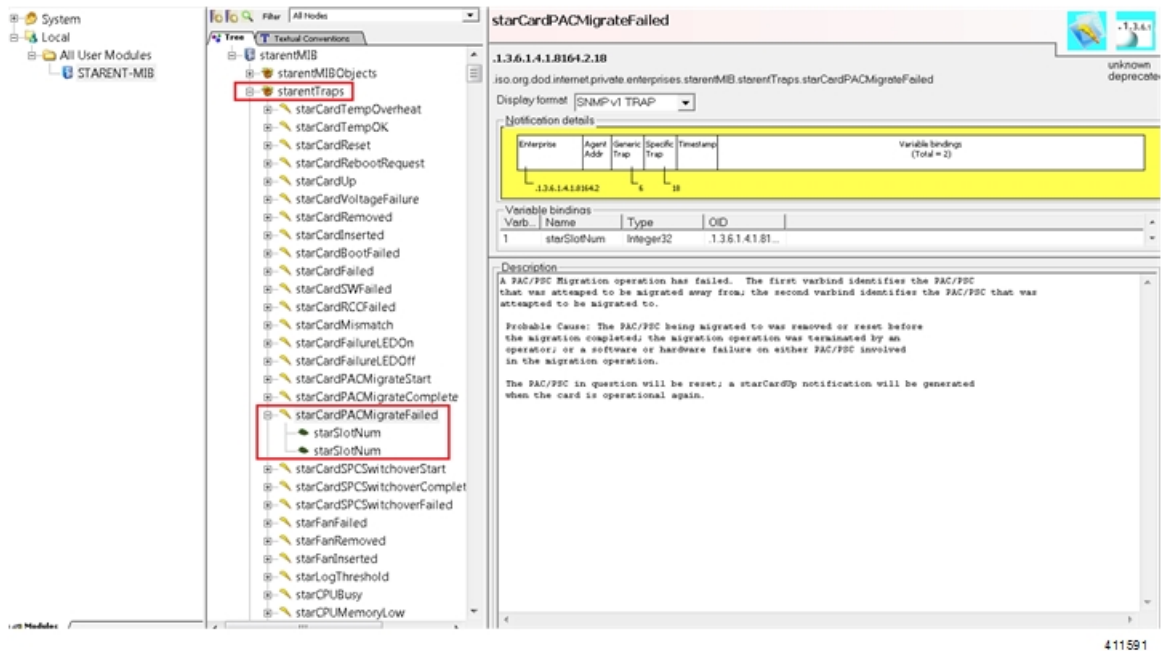 System
Local
All User Modules
STARENT-MIB
Modules
Filter All Nodes
Tree Textual Conventions
starentMIB
starentMIBObjects
starentTraps
starCardTempOverheat
starCardTempOK
starCardReset
starCardRebootRequest
starCardUp
starCardVoltageFailure
starCardRemoved
starCardInserted
starCardBootFailed
starCardFailed
starCardSWFailed
starCardRCCFailed
starCardMismatch
starCardFailureLEDOn
starCardFailureLEDOff
starCardPACMigrateStart
starCardPACMigrateComplete
starCardPACMigrateFailed
starSlotNum
starSlotNum
starCardSPCSwitchoverStart
starCardSPCSwitchoverComplet
starCardSPCSwitchoverFailed
starFanFailed
starFanRemoved
starFanInserted
starLogThreshold
starCPUBusy
starCPUMemoryLow
starCardPACMigrateFailed
.1.3.6.1
.1.3.6.1.4.1.8164.2.18
unknown
.iso.org.dod.internet.private.enterprises.starentMIB.starentTraps.starCardPACMigrateFailed
deprecate
Display format SNMPv1 TRAP
Notification details
Enterprise Agent Addr Generic Trap Specific Trap Timestamp Variable bindings (Total = 2)
.1.3.6.1.4.1.8164.2 6 18
Variable bindings
Varb... Name Type OID
1 starSlotNum Integer32 .1.3.6.1.4.1.81...
Description
A PAC/PSC Migration operation has failed. The first varbind identifies the PAC/PSC
that was attemped to be migrated away from; the second varbind identifies the PAC/PSC that was
attempted to be migrated to.
Probable Cause: The PAC/PSC being migrated to was removed or reset before
the migration completed; the migration operation was terminated by an
operator; or a software or hardware failure on either PAC/PSC involved
in the migration operation.
The PAC/PSC in question will be reset; a starCardUp notification will be generated
when the card is operational again.
411591